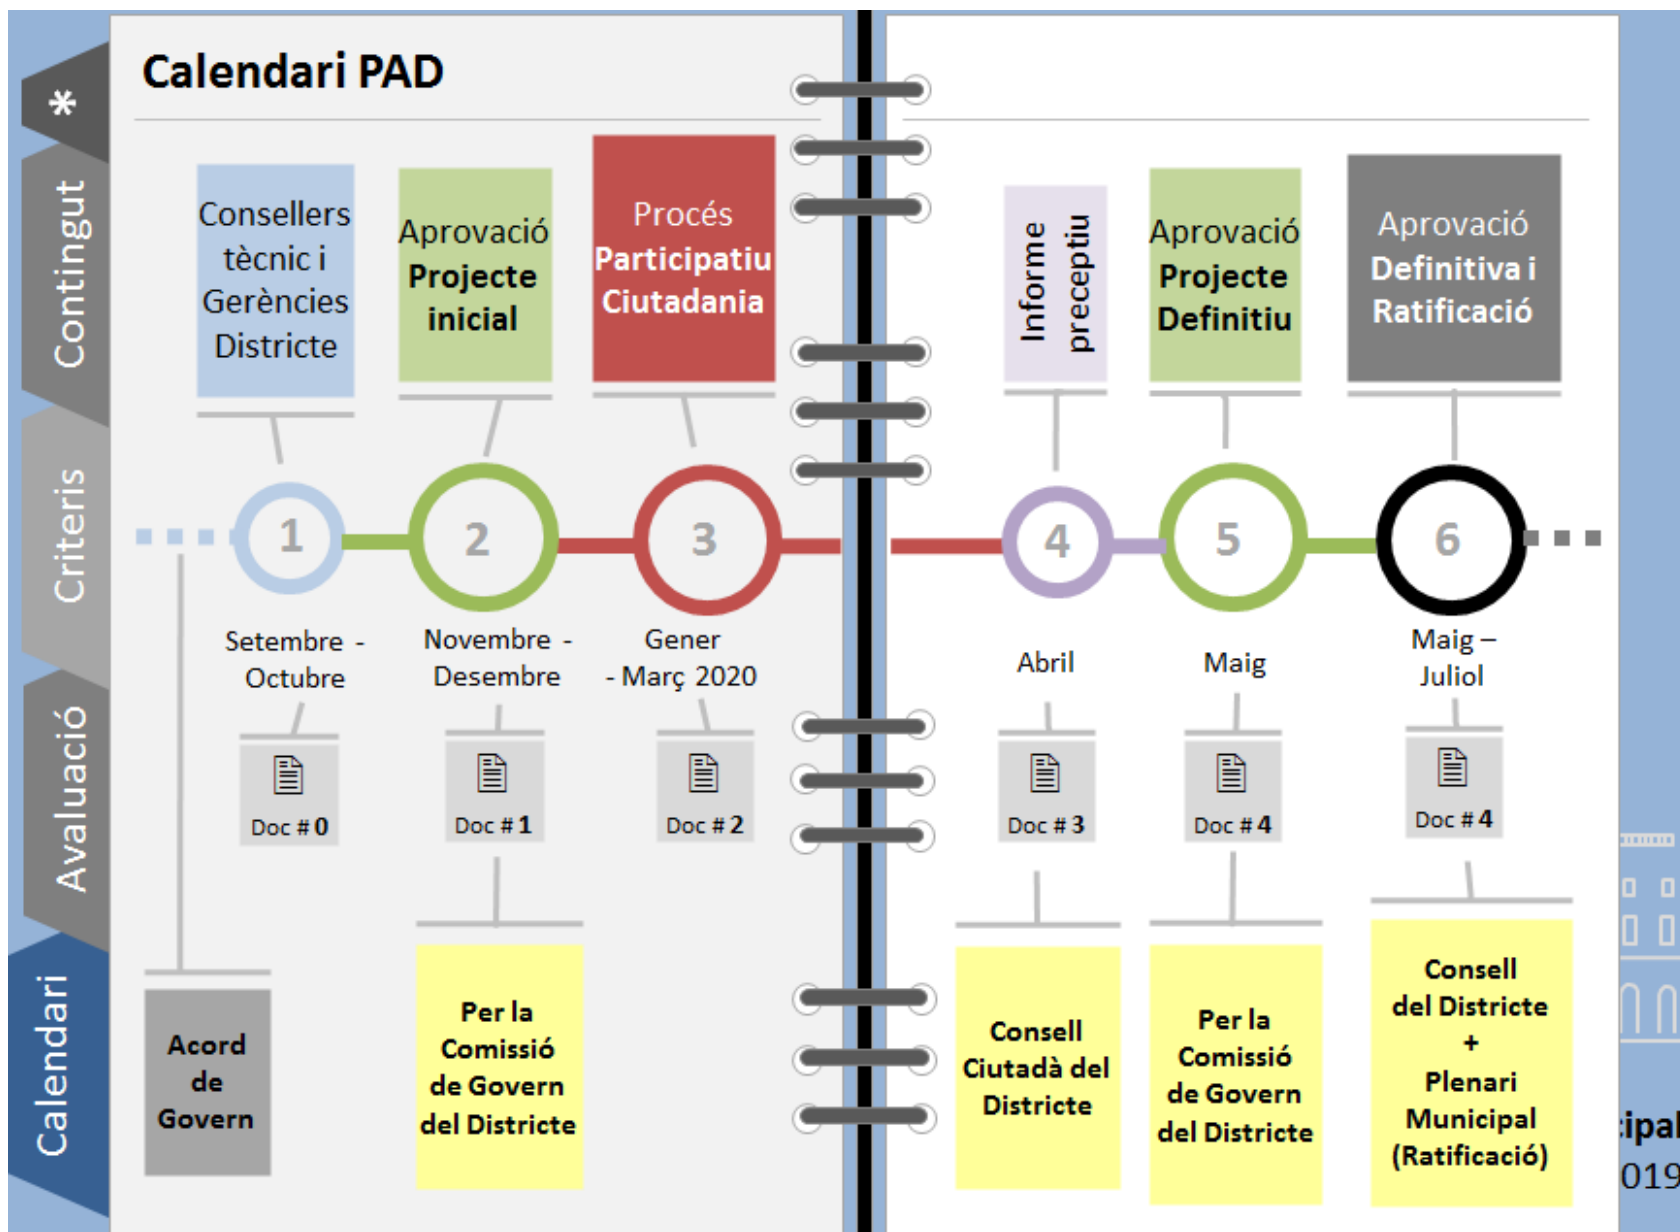 Calendari PAD
*
Contingut
Criteris
Avaluació
Calendari
Consellers
tècnic i
Gerències
Districte
Aprovació
Projecte
inicial
Procés
Participatiu
Ciutadania
Informe
preceptiu
Aprovació
Projecte
Definitiu
Aprovació
Definitiva i
Ratificació
1
2
3
4
5
6
Setembre -
Octubre
Novembre -
Desembre
Gener
- Març 2020
Abril
Maig
Maig –
Juliol
Doc # 0
Doc # 1
Doc # 2
Doc # 3
Doc # 4
Doc # 4
Acord
de
Govern
Per la
Comissió
de Govern
del Districte
Consell
Ciutadà del
Districte
Per la
Comissió
de Govern
del Districte
Consell
del Districte
+
Plenari
Municipal
(Ratificació)
cipal
019